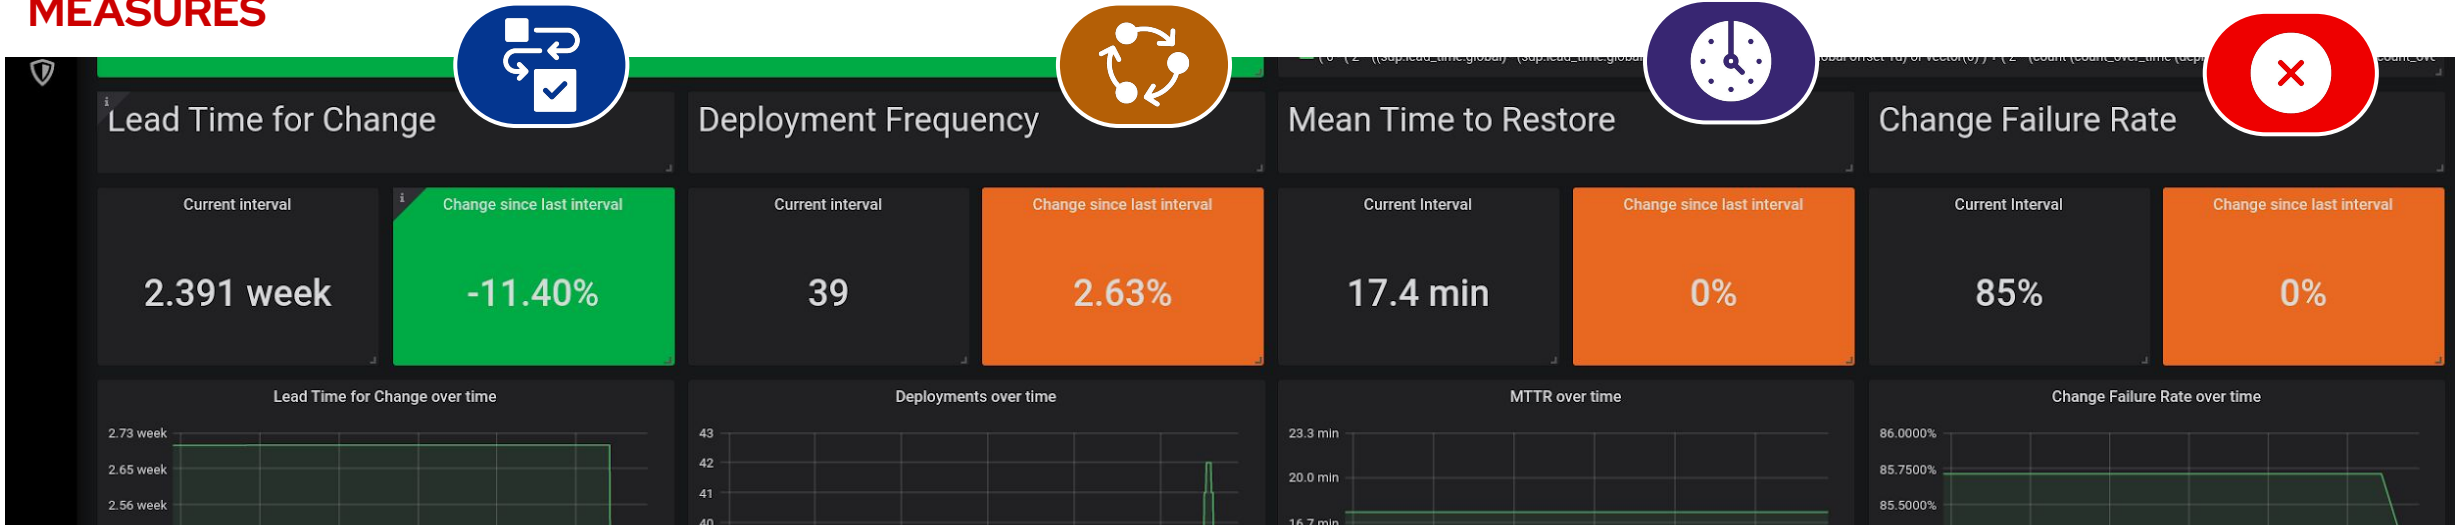 MEASURES
Lead Time for Change
Deployment Frequency
Mean Time to Restore
Change Failure Rate
Current interval
Change since last interval
Current interval
Change since last interval
Current Interval
Change since last interval
Current Interval
Change since last interval
2.391 week
-11.40%
39
2.63%
17.4 min
0%
85%
0%
Lead Time for Change over time
Deployments over time
MTTR over time
Change Failure Rate over time
2.73 week
2.65 week
2.56 week
43
42
41
40
23.3 min
20.0 min
16.7 min
86.0000%
85.7500%
85.5000%